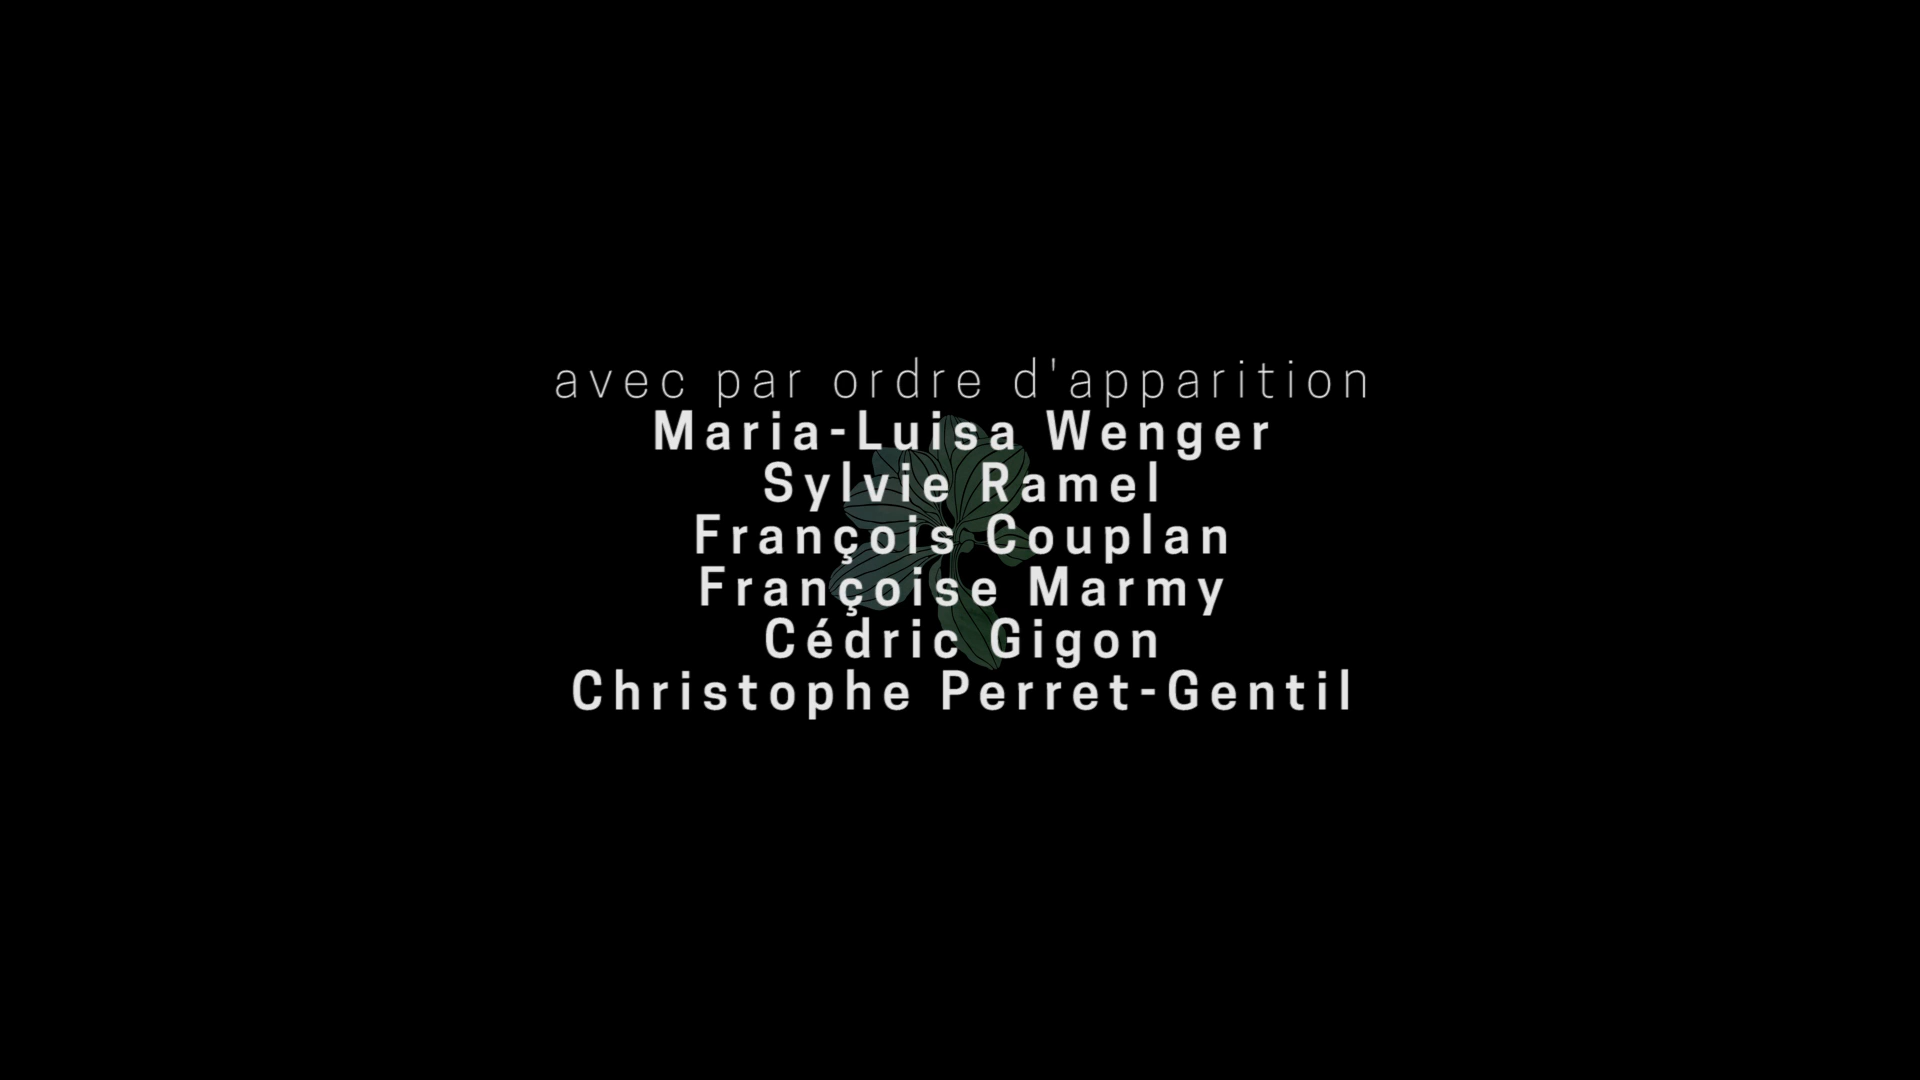 avec par ordre d'apparition
Maria-Luisa Wenger
Sylvie Ramel
François Couplan
Françoise Marmy
Cédric Gigon
Christophe Perret-Gentil